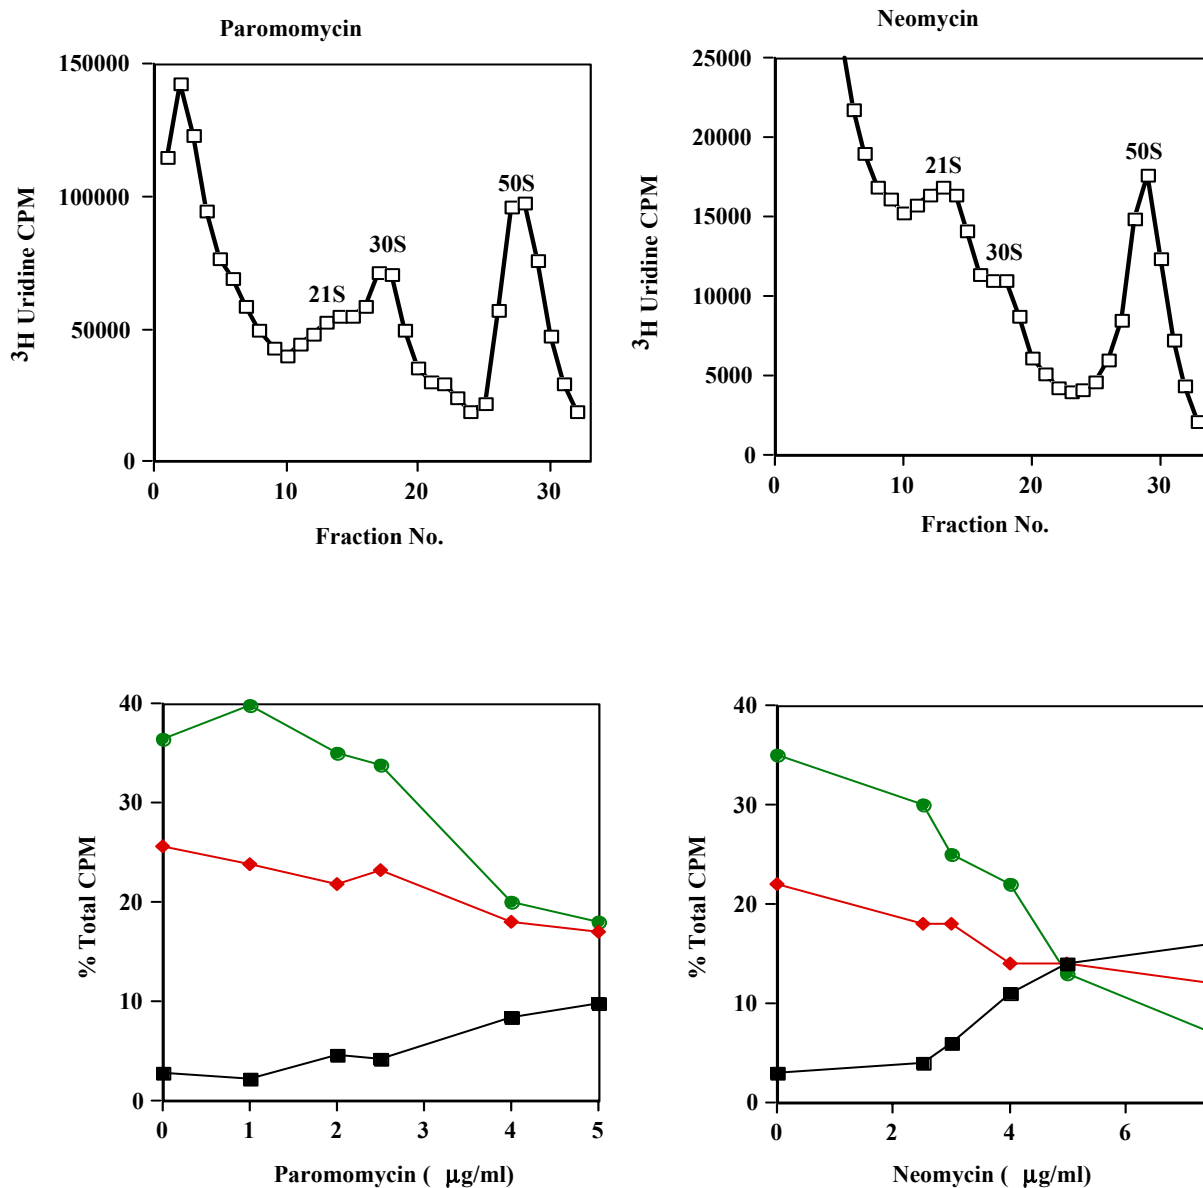 Paromomycin
150000
100000
50000
0
³H Uridine CPM
21S
30S
50S
0 10 20 30
Fraction No.
Neomycin
25000
20000
15000
10000
5000
0
³H Uridine CPM
21S
30S
50S
0 10 20 30
Fraction No.
40
30
20
10
0
% Total CPM
0 1 2 3 4 5
Paromomycin ( μg/ml)
40
30
20
10
0
% Total CPM
0 2 4 6
Neomycin ( μg/ml)